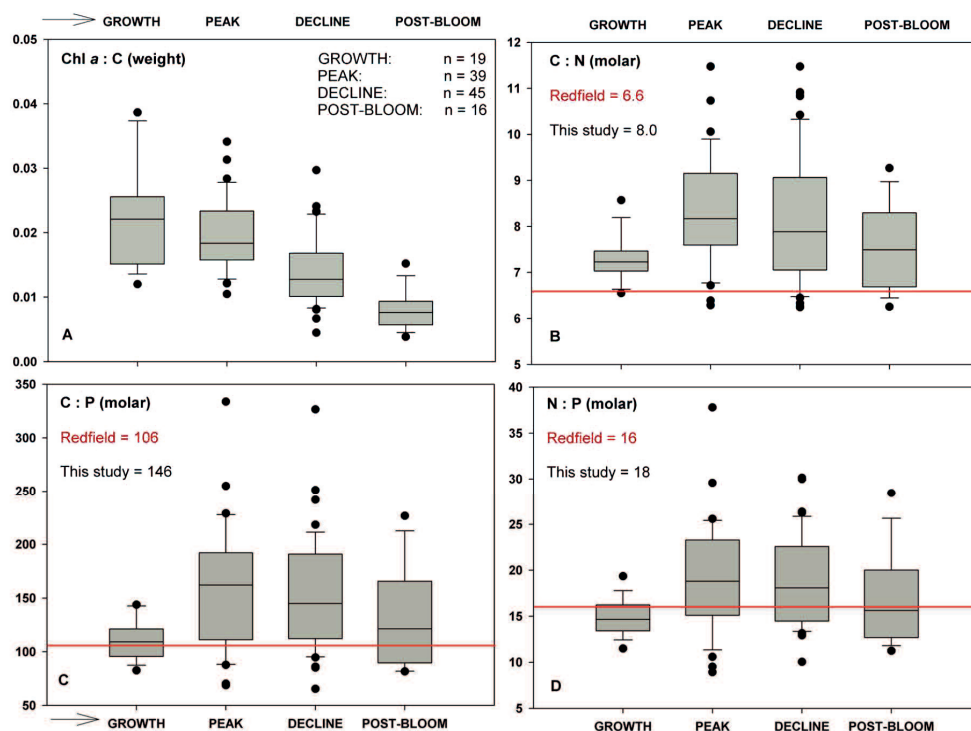 GROWTH PEAK DECLINE POST-BLOOM
GROWTH PEAK DECLINE POST-BLOOM
0.05
0.04
0.03
0.02
0.01
0.00
Chl a : C (weight)
GROWTH: n = 19
PEAK: n = 39
DECLINE: n = 45
POST-BLOOM: n = 16
A
12
11
10
9
8
7
6
5
C : N (molar)
Redfield = 6.6
This study = 8.0
B
350
300
250
200
150
100
50
C : P (molar)
Redfield = 106
This study = 146
C
40
35
30
25
20
15
10
5
N : P (molar)
Redfield = 16
This study = 18
D
GROWTH PEAK DECLINE POST-BLOOM
GROWTH PEAK DECLINE POST-BLOOM